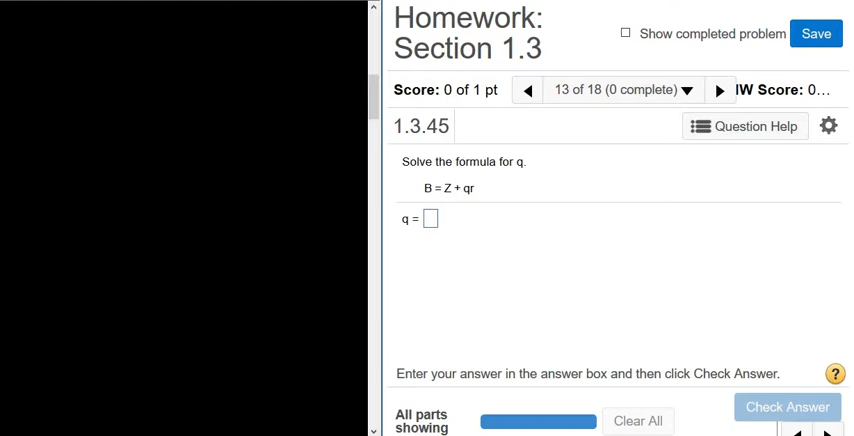 Homework:
Section 1.3
Show completed problem
Save
Score: 0 of 1 pt
13 of 18 (0 complete)
HW Score: 0...
1.3.45
Question Help
Solve the formula for q.
B = Z + qr
q =
Enter your answer in the answer box and then click Check Answer.
?
All parts
showing
Clear All
Check Answer